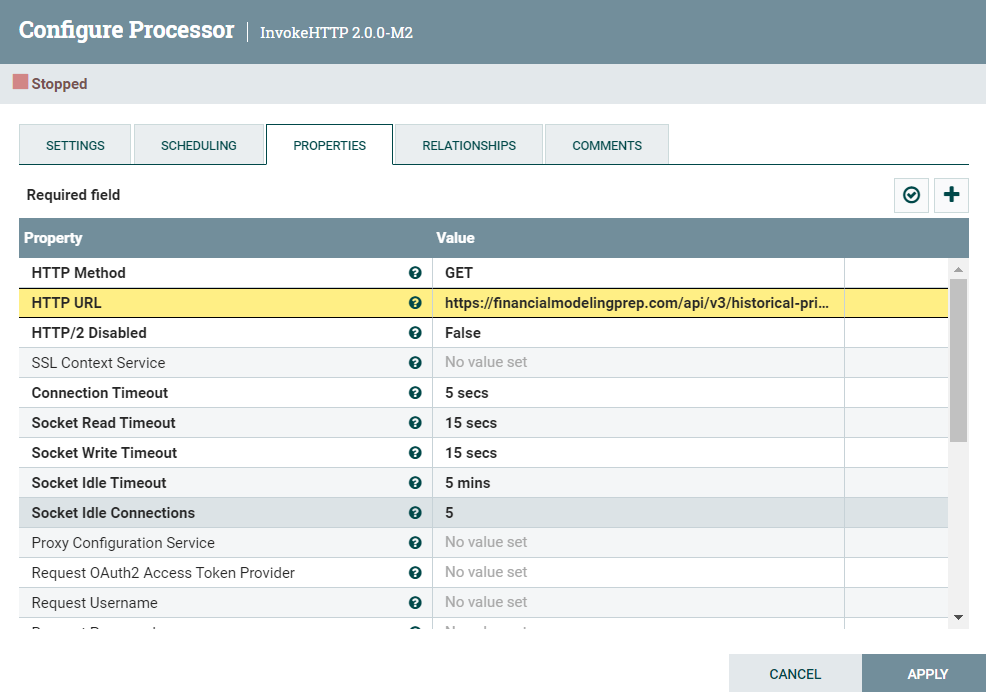 Configure Processor | InvokeHTTP 2.0.0-M2
Stopped
SETTINGS SCHEDULING PROPERTIES RELATIONSHIPS COMMENTS
Required field
Property Value
HTTP Method GET
HTTP URL https://financialmodelingprep.com/api/v3/historical-pri...
HTTP/2 Disabled False
SSL Context Service No value set
Connection Timeout 5 secs
Socket Read Timeout 15 secs
Socket Write Timeout 15 secs
Socket Idle Timeout 5 mins
Socket Idle Connections 5
Proxy Configuration Service No value set
Request OAuth2 Access Token Provider No value set
Request Username No value set
CANCEL APPLY